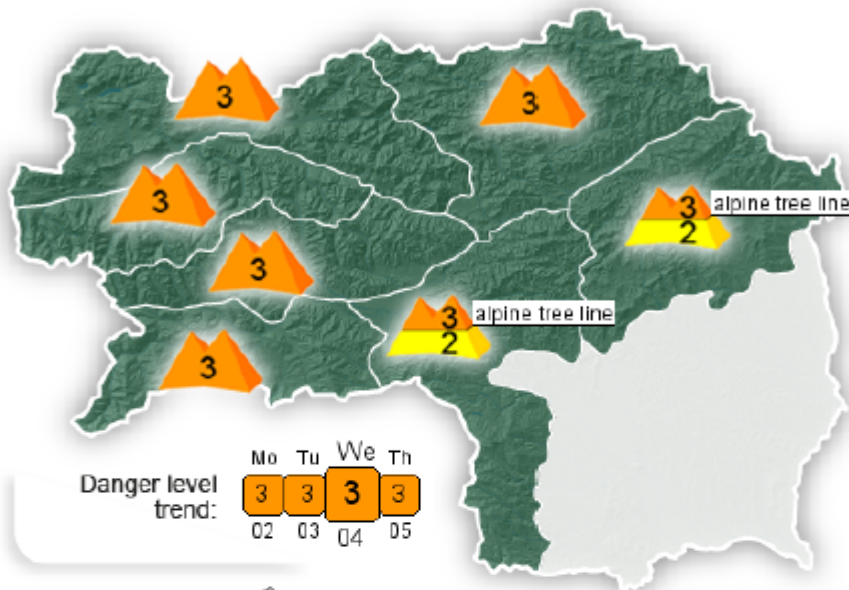 3
3
3
3 alpine tree line
2
3
3 alpine tree line
2
3
Mo Tu We Th
Danger level
trend:
3 3 3 3
02 03 04 05